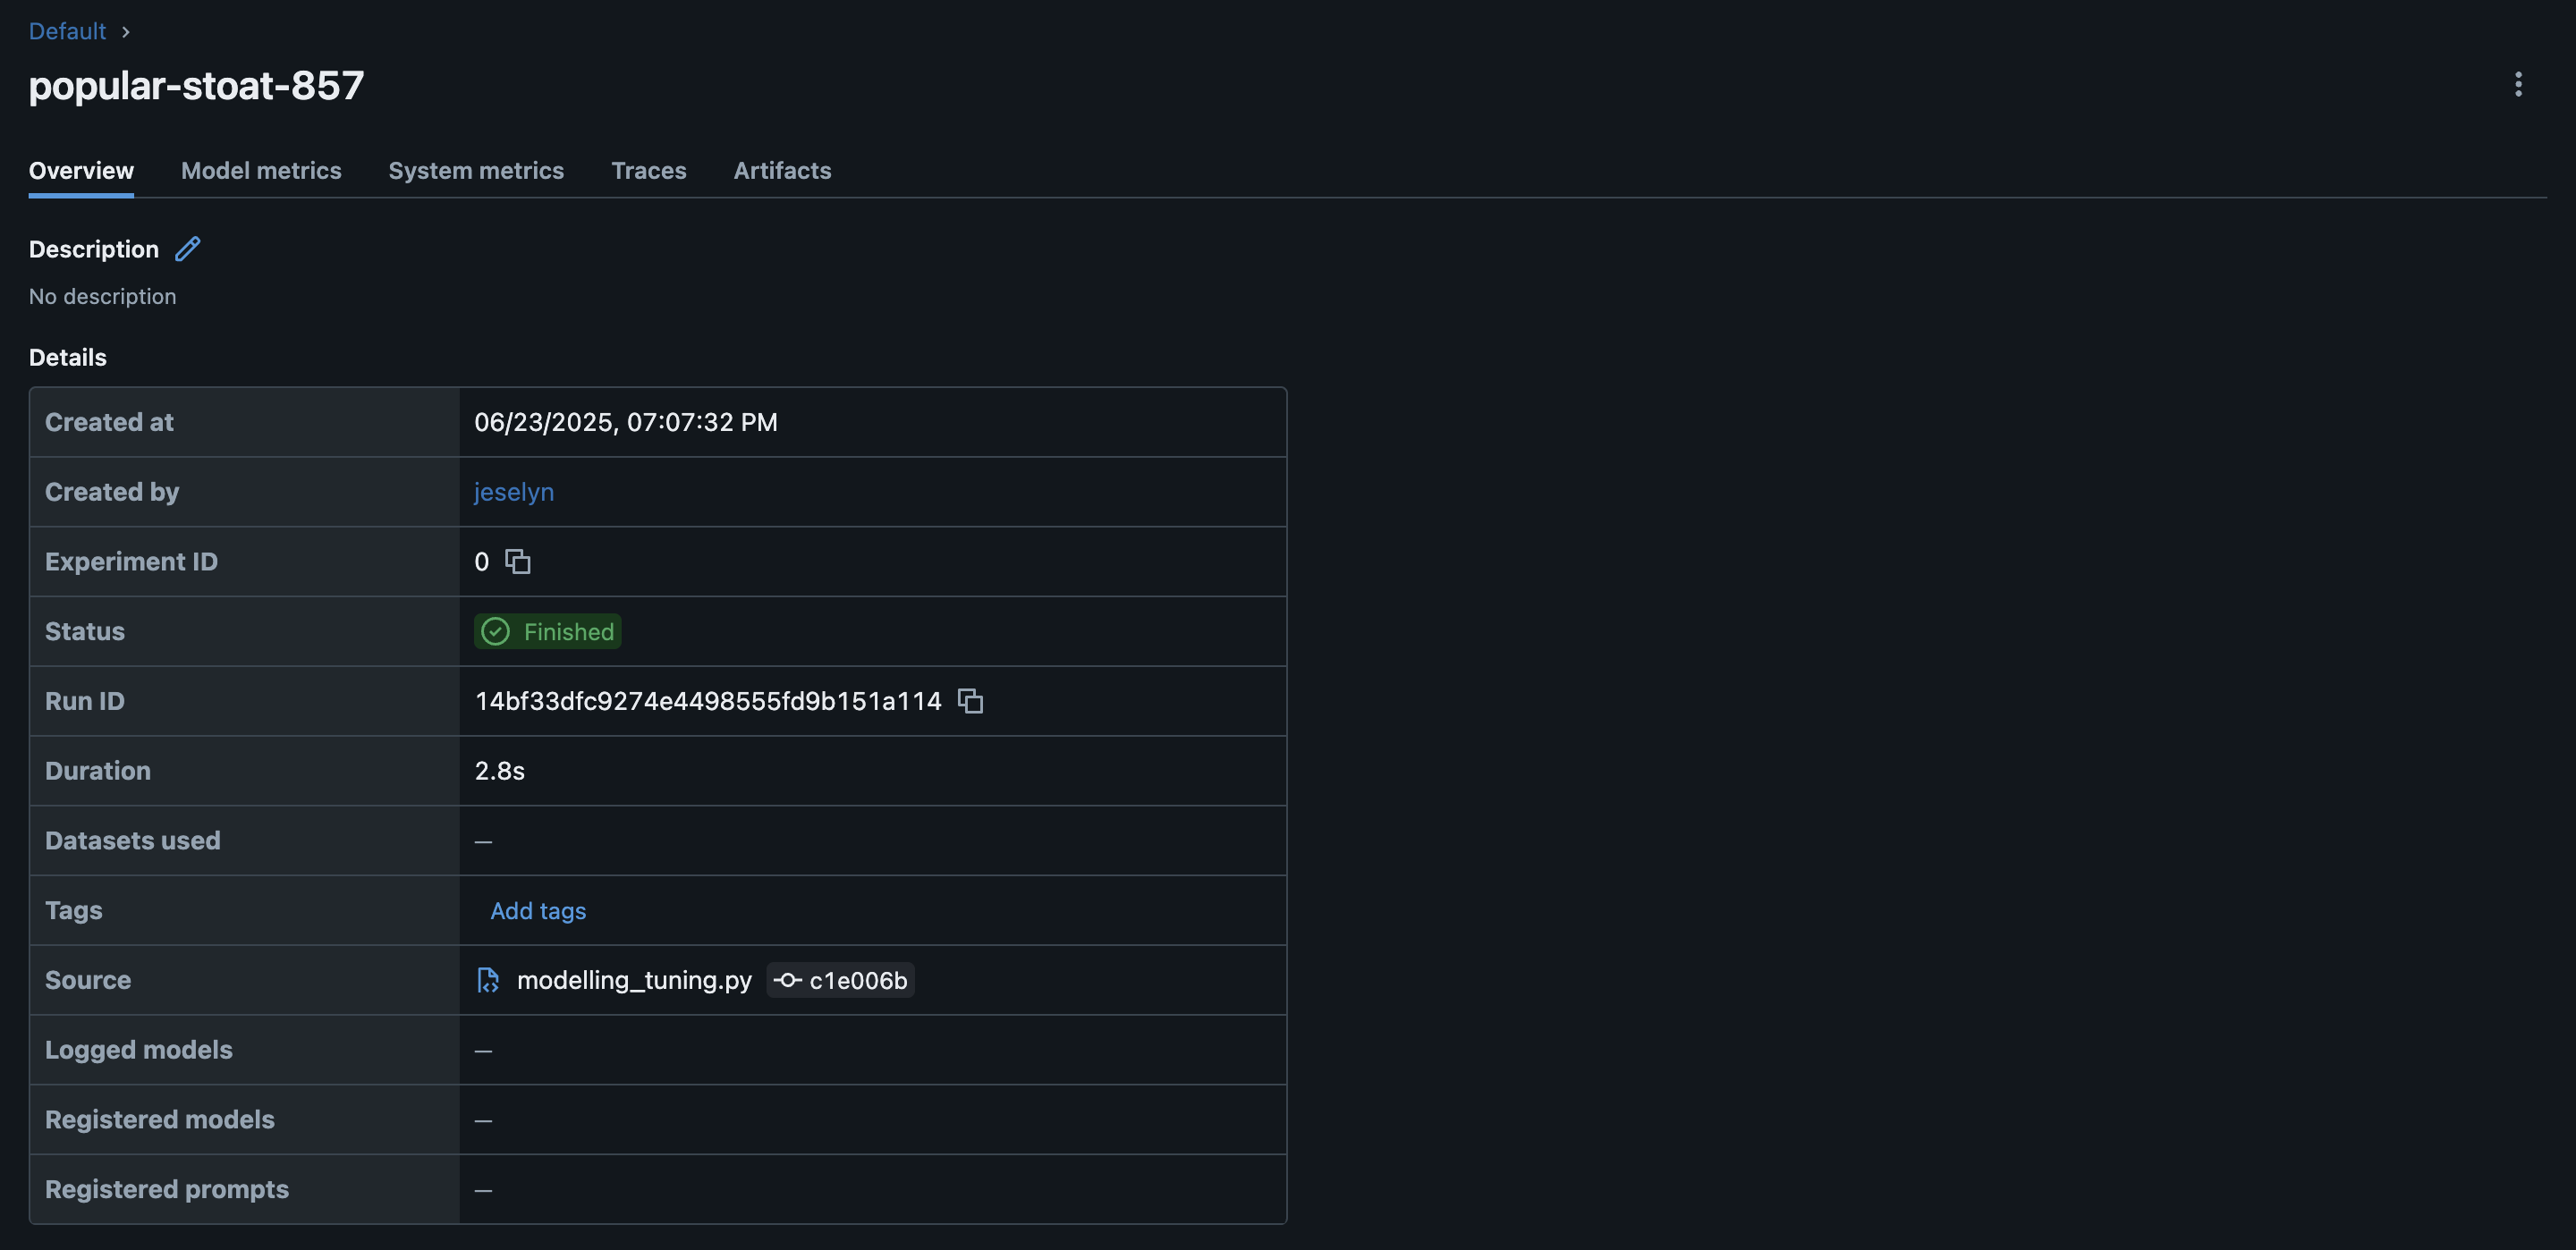 Default ›
popular-stoat-857
Overview Model metrics System metrics Traces Artifacts
Description
No description
Details
Created at 06/23/2025, 07:07:32 PM
Created by jeselyn
Experiment ID 0
Status Finished
Run ID 14bf33dfc9274e4498555fd9b151a114
Duration 2.8s
Datasets used —
Tags Add tags
Source modelling_tuning.py c1e006b
Logged models —
Registered models —
Registered prompts —